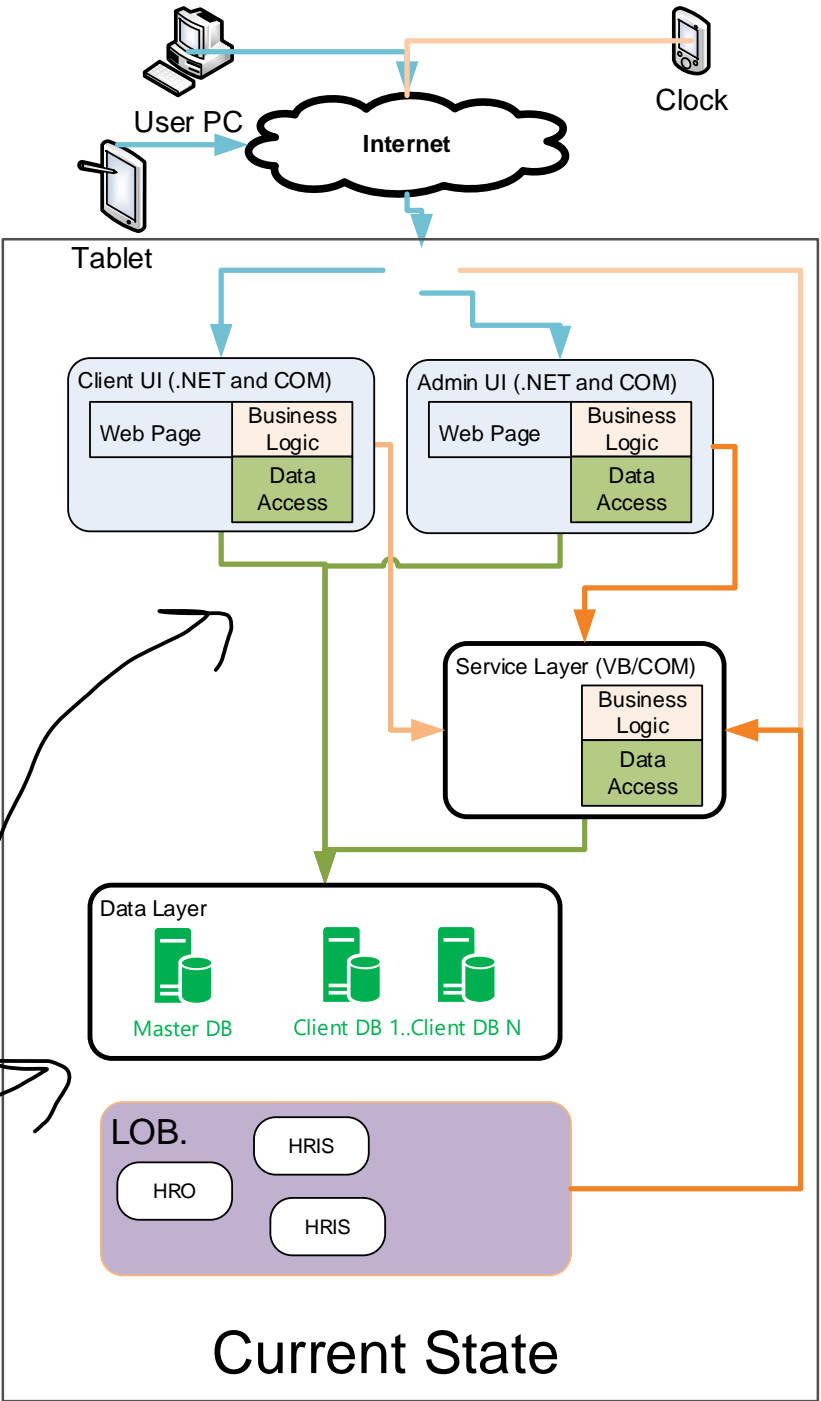 User PC
Clock
Internet
Tablet
Client UI (.NET and COM)
Web Page
Business
Logic
Data
Access
Admin UI (.NET and COM)
Web Page
Business
Logic
Data
Access
Service Layer (VB/COM)
Business
Logic
Data
Access
Data Layer
Master DB
Client DB 1..Client DB N
LOB.
HRIS
HRO
HRIS
Current State